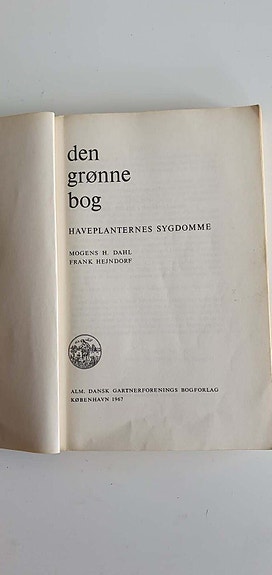 den
grønne
bog
HAVEPLANTERNES SYGDOMME
MOGENS H. DAHL
FRANK HEJNDORF
ALM. DANSK GARTNERFORENINGS BOGFORLAG
KØBENHAVN 1967